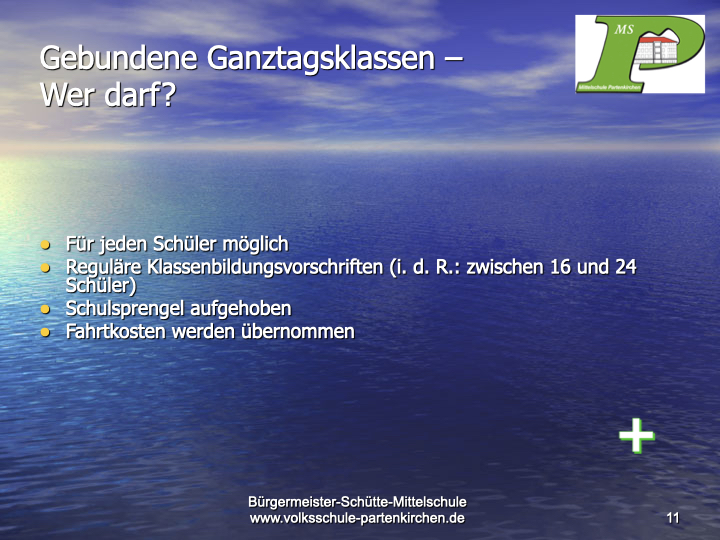 Gebundene Ganztagsklassen –
Wer darf?
MS
P
Mittelschule Partenkirchen
• Für jeden Schüler möglich
• Reguläre Klassenbildungsvorschriften (i. d. R.: zwischen 16 und 24
Schüler)
• Schulsprengel aufgehoben
• Fahrtkosten werden übernommen
+
Bürgermeister-Schütte-Mittelschule
www.volksschule-partenkirchen.de
11